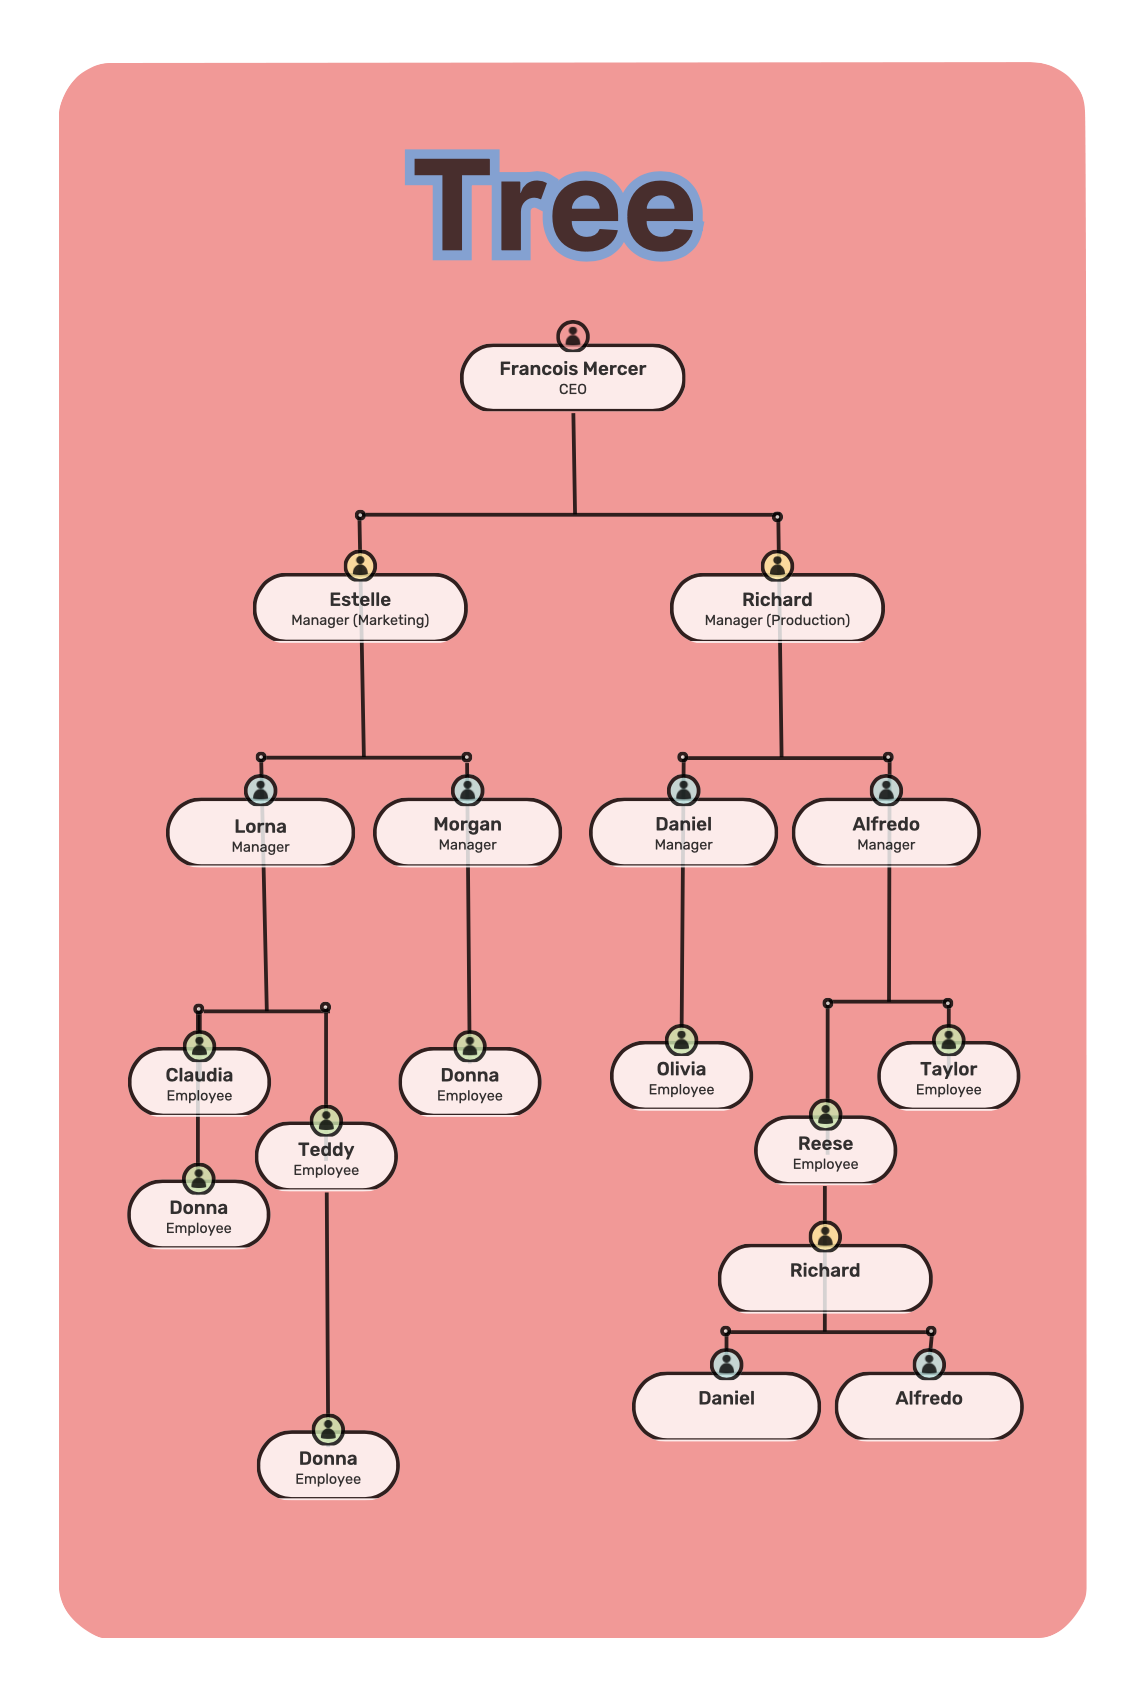 Tree
Francois Mercer
CEO
Estelle
Manager (Marketing)
Richard
Manager (Production)
Lorna
Manager
Morgan
Manager
Daniel
Manager
Alfredo
Manager
Claudia
Employee
Donna
Employee
Olivia
Employee
Taylor
Employee
Teddy
Employee
Reese
Employee
Donna
Employee
Richard
Daniel
Alfredo
Donna
Employee